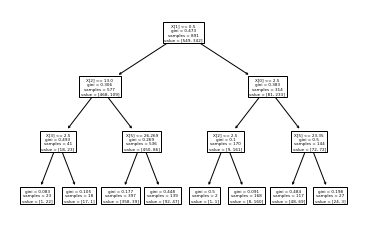 X[1] <= 0.5
gini = 0.473
samples = 891
value = [549, 342]
X[2] <= 13.0
gini = 0.306
samples = 577
value = [468, 109]
X[0] <= 2.5
gini = 0.383
samples = 314
value = [81, 233]
X[3] <= 2.5
gini = 0.493
samples = 41
value = [18, 23]
X[5] <= 26.269
gini = 0.269
samples = 536
value = [450, 86]
X[2] <= 2.5
gini = 0.1
samples = 170
value = [9, 161]
X[5] <= 23.35
gini = 0.5
samples = 144
value = [72, 72]
gini = 0.083
samples = 23
value = [1, 22]
gini = 0.105
samples = 18
value = [17, 1]
gini = 0.177
samples = 397
value = [358, 39]
gini = 0.448
samples = 139
value = [92, 47]
gini = 0.5
samples = 2
value = [1, 1]
gini = 0.091
samples = 168
value = [8, 160]
gini = 0.484
samples = 117
value = [48, 69]
gini = 0.198
samples = 27
value = [24, 3]